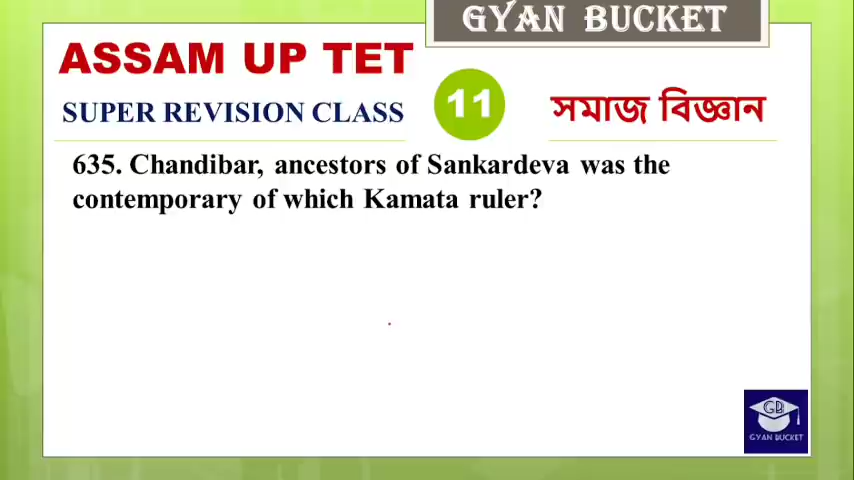 GYAN BUCKET
ASSAM UP TET
SUPER REVISION CLASS
11
সমাজ বিজ্ঞান
635. Chandibar, ancestors of Sankardeva was the
contemporary of which Kamata ruler?
GB
GYAN BUCKET